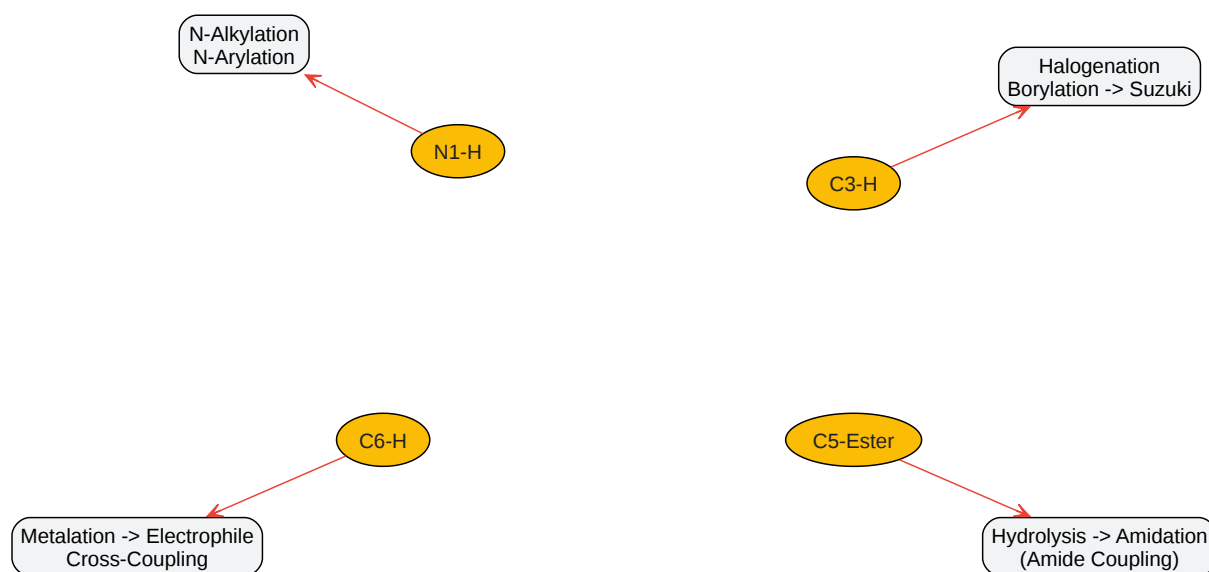 N-Alkylation
N-Arylation
Halogenation
Borylation -> Suzuki
N1-H
C3-H
C6-H
C5-Ester
Metalation -> Electrophile
Cross-Coupling
Hydrolysis -> Amidation
(Amide Coupling)